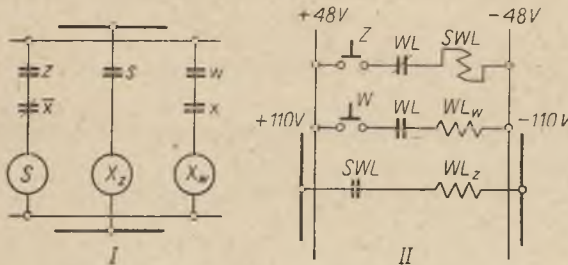 +48V
-48V
Z
WL
SWL
Z
S
w
x̄
x
+110V
W
WL
WL_w
-110V
S
X_z
X_w
SWL
WL_z
I
II